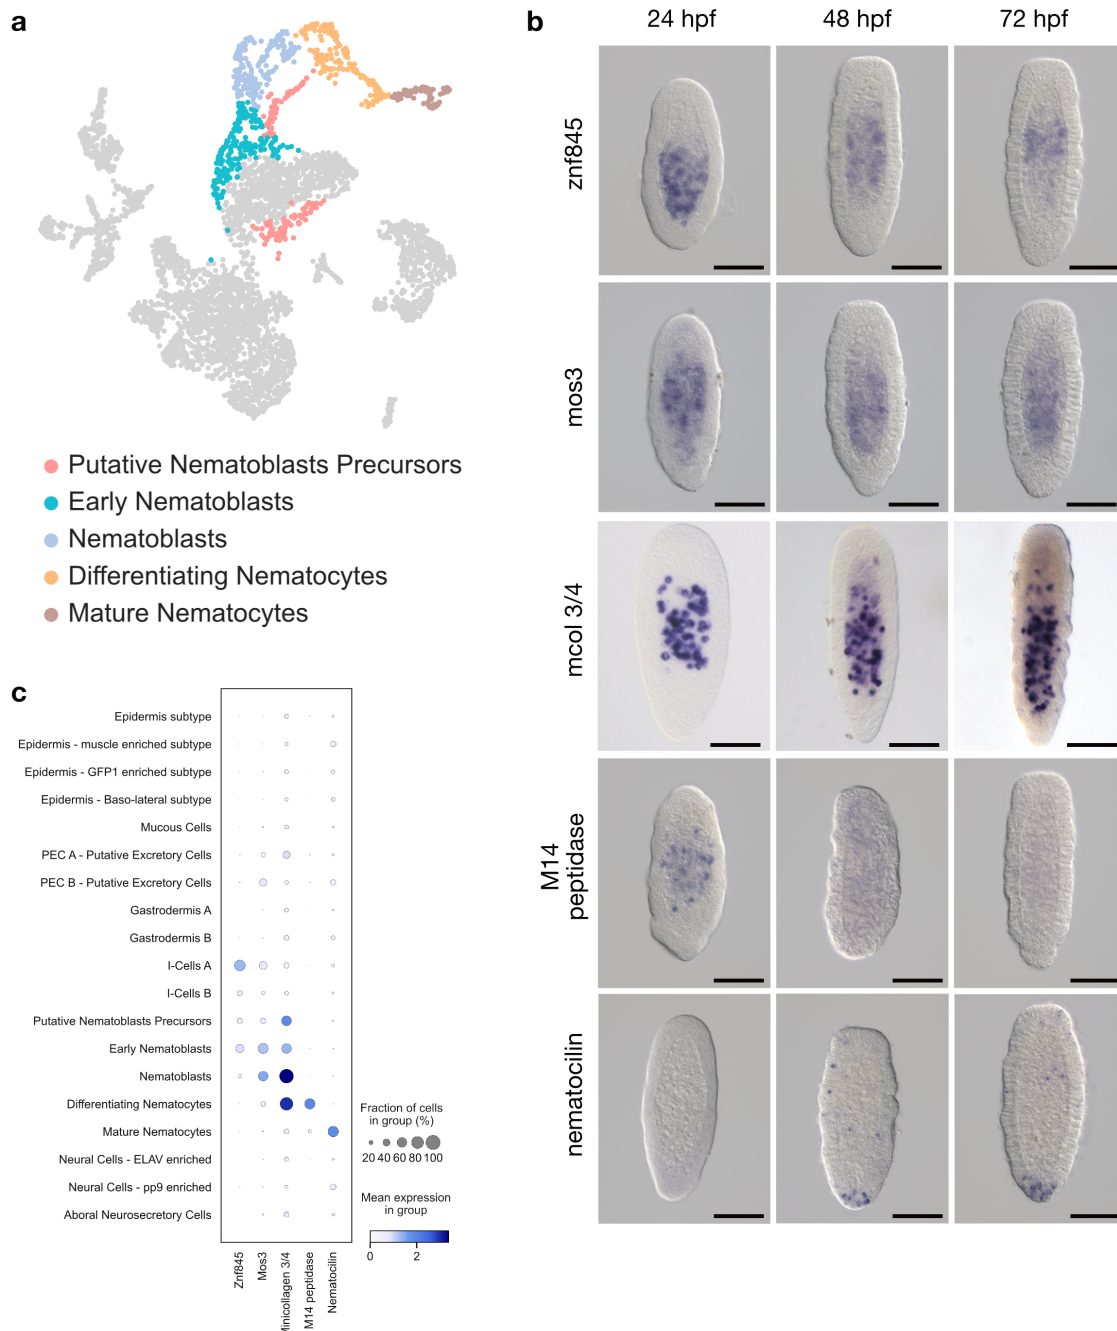 a
Putative Nematoblasts Precursors
Early Nematoblasts
Nematoblasts
Differentiating Nematocytes
Mature Nematocytes
b
24 hpf
48 hpf
72 hpf
znf845
mos3
mcol 3/4
M14
peptidase
nematocilin
c
Epidermis subtype
Epidermis - muscle enriched subtype
Epidermis - GFP1 enriched subtype
Epidermis - Baso-lateral subtype
Mucous Cells
PEC A - Putative Excretory Cells
PEC B - Putative Excretory Cells
Gastrodermis A
Gastrodermis B
I-Cells A
I-Cells B
Putative Nematoblasts Precursors
Early Nematoblasts
Nematoblasts
Differentiating Nematocytes
Mature Nematocytes
Neural Cells - ELAV enriched
Neural Cells - pp9 enriched
Aboral Neurosecretory Cells
Znf845
Mos3
Minicollagen 3/4
M14 peptidase
Nematocilin
Fraction of cells
in group (%)
20 40 60 80 100
Mean expression
in group
0 2